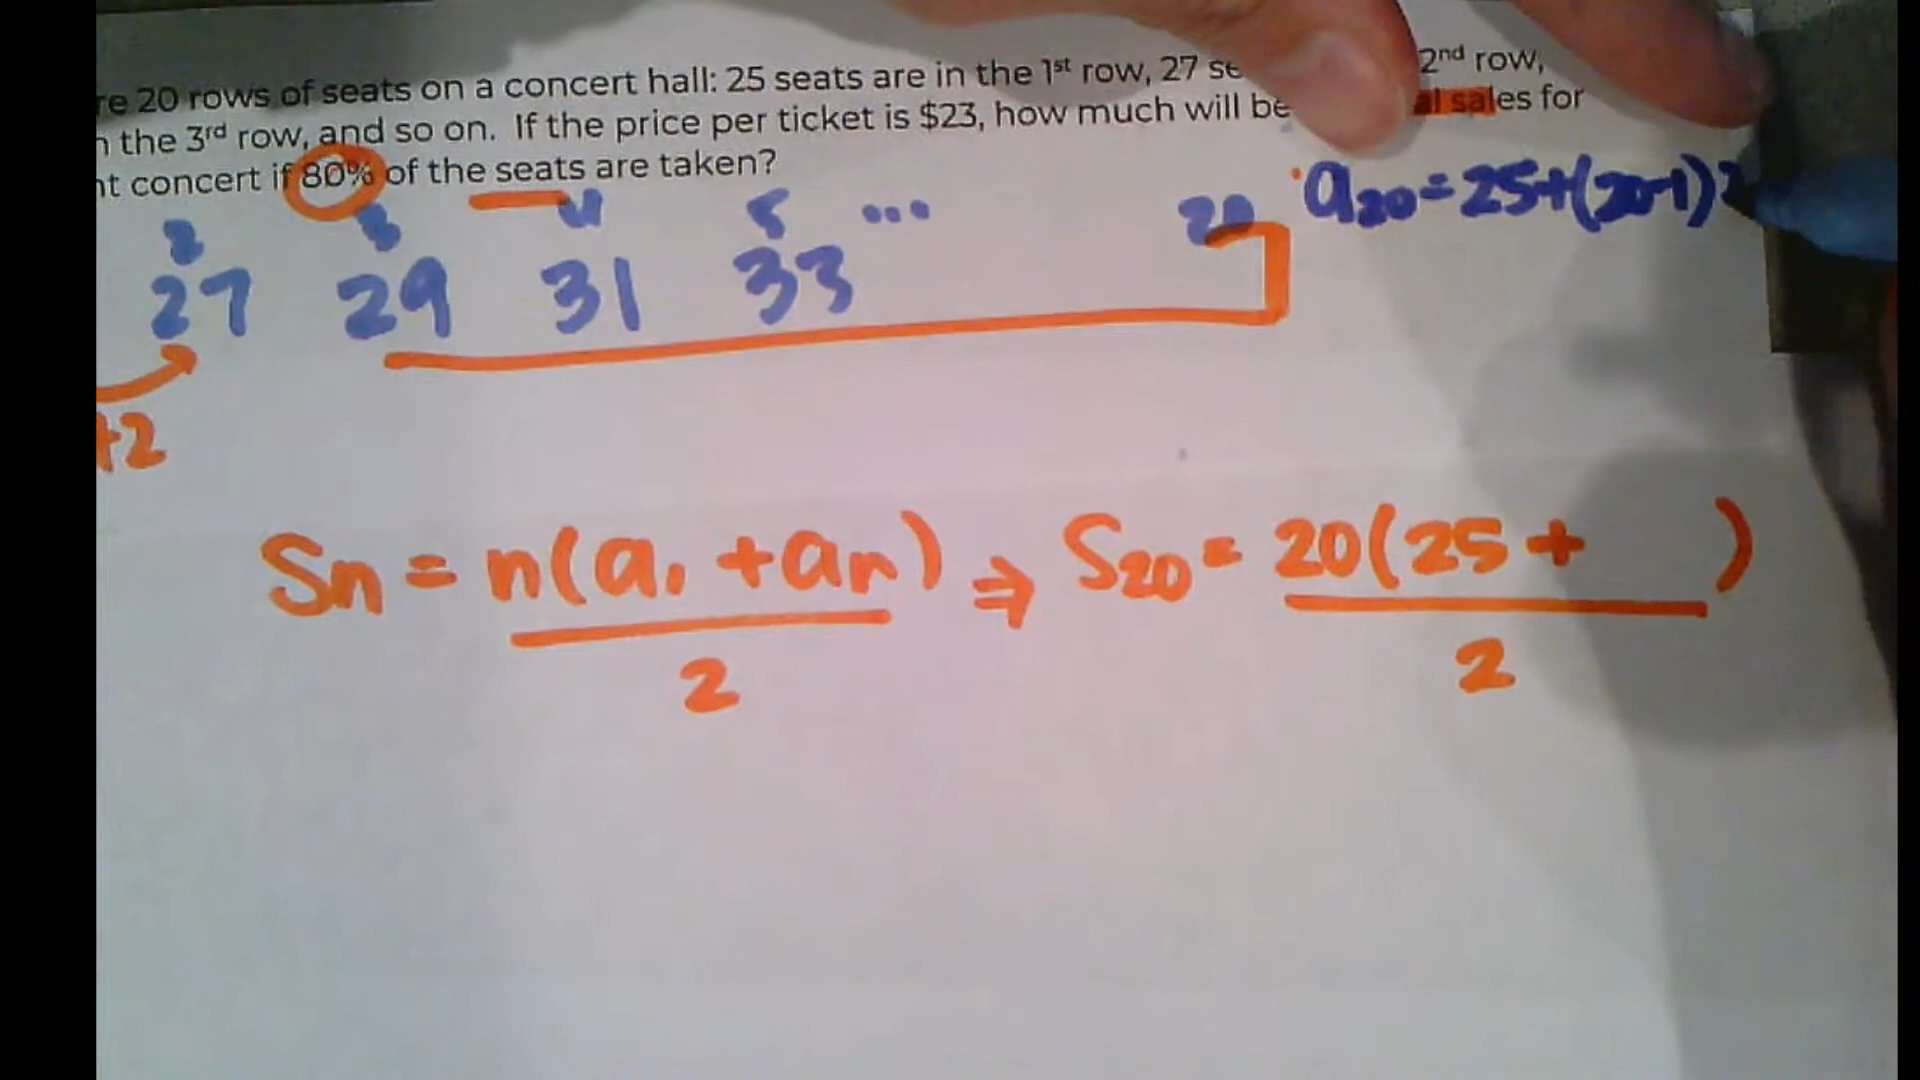 re 20 rows of seats on a concert hall: 25 seats are in the 1st row, 27 se 2nd row,
n the 3rd row, and so on. If the price per ticket is $23, how much will be al sales for
nt concert if 80% of the seats are taken?
a20=25+(20-1)2
2 3 4 5 ... 20
27 29 31 33
+2
Sn = n(a1 + an) ⇒ S20 = 20(25 + )
2 2